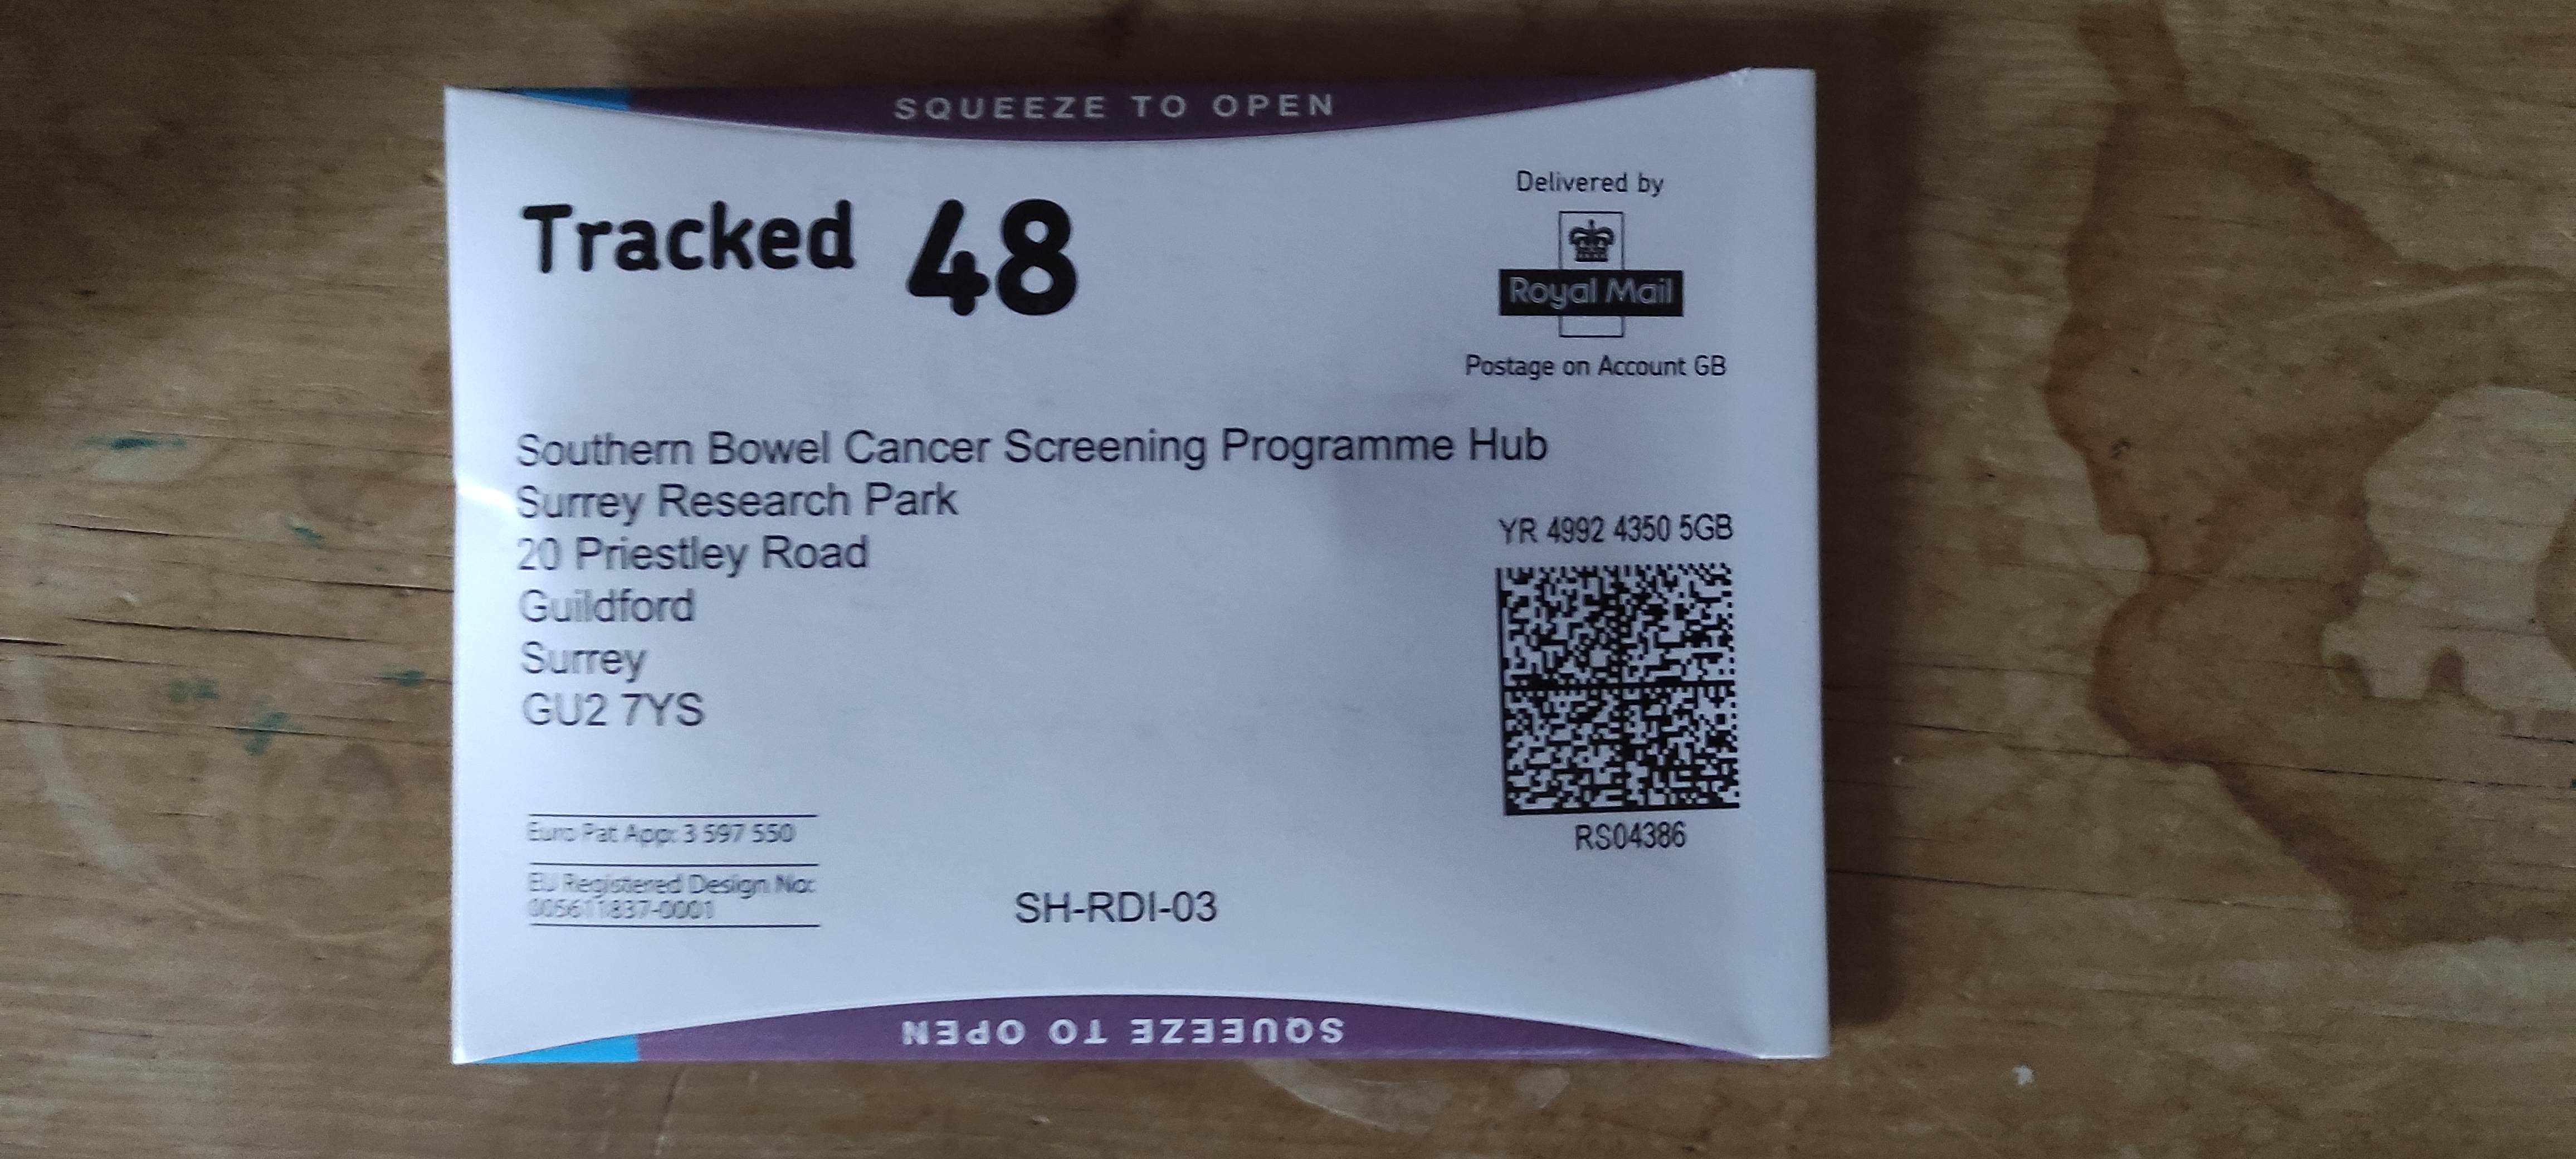 SQUEEZE TO OPEN
Tracked 48
Delivered by
Royal Mail
Postage on Account GB
Southern Bowel Cancer Screening Programme Hub
Surrey Research Park
20 Priestley Road
Guildford
Surrey
GU2 7YS
YR 4992 4350 5GB
RS04386
Euro Pat App: 3 597 550
EU Registered Design No:
005611837-0001
SH-RDI-03
SQUEEZE TO OPEN